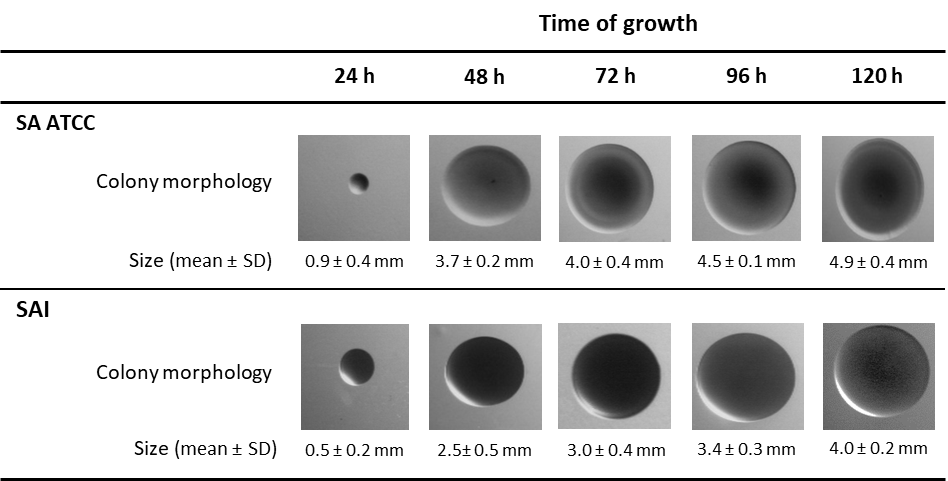 Time of growth
24 h 48 h 72 h 96 h 120 h
SA ATCC
Colony morphology
Size (mean ± SD) 0.9 ± 0.4 mm 3.7 ± 0.2 mm 4.0 ± 0.4 mm 4.5 ± 0.1 mm 4.9 ± 0.4 mm
SAI
Colony morphology
Size (mean ± SD) 0.5 ± 0.2 mm 2.5± 0.5 mm 3.0 ± 0.4 mm 3.4 ± 0.3 mm 4.0 ± 0.2 mm